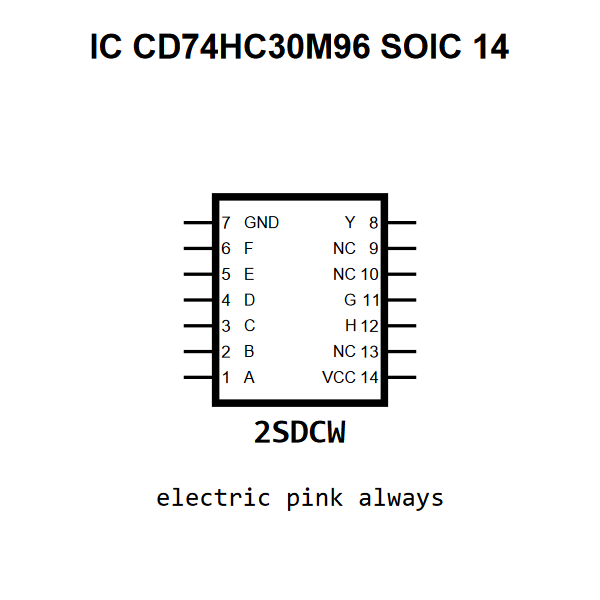 IC CD74HC30M96 SOIC 14
7 GND Y 8
6 F NC 9
5 E NC 10
4 D G 11
3 C H 12
2 B NC 13
1 A VCC 14
2SDCW
electric pink always